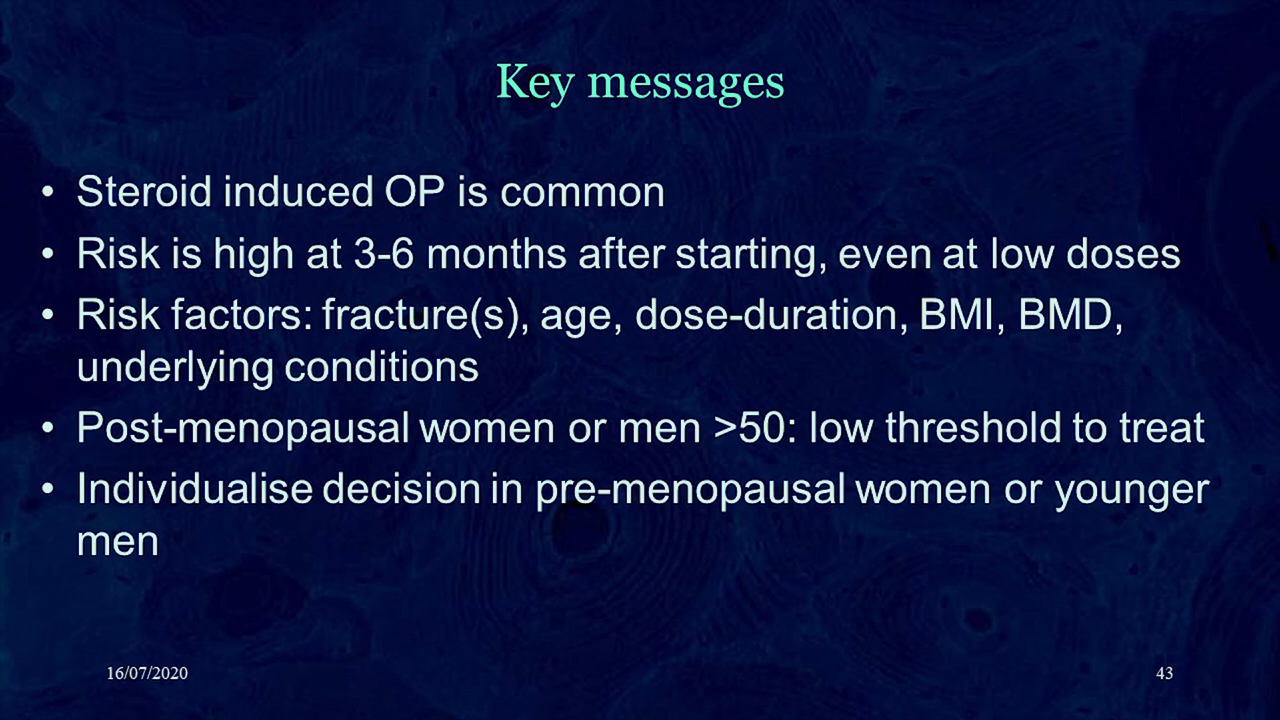 Key messages
• Steroid induced OP is common
• Risk is high at 3-6 months after starting, even at low doses
• Risk factors: fracture(s), age, dose-duration, BMI, BMD,
underlying conditions
• Post-menopausal women or men >50: low threshold to treat
• Individualise decision in pre-menopausal women or younger
men
16/07/2020
43